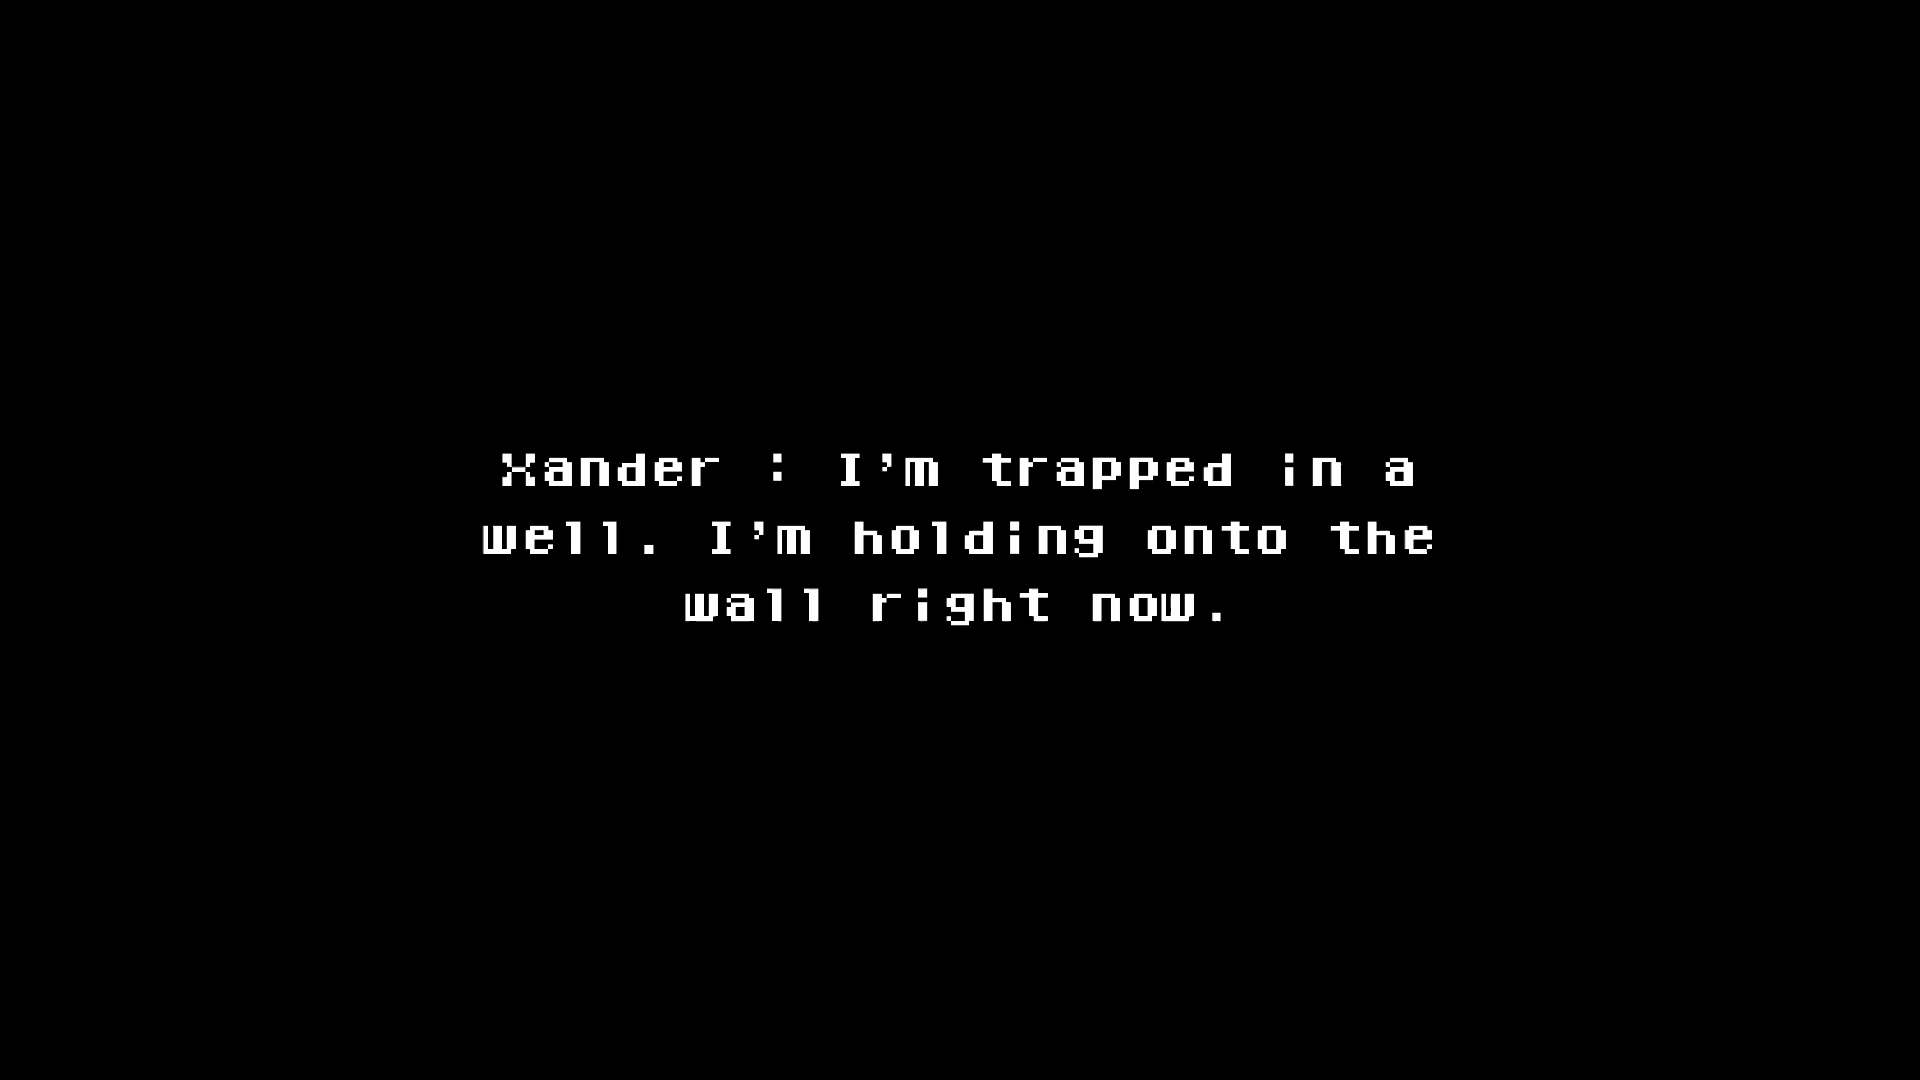 Xander : I'm trapped in a
well. I'm holding onto the
wall right now.